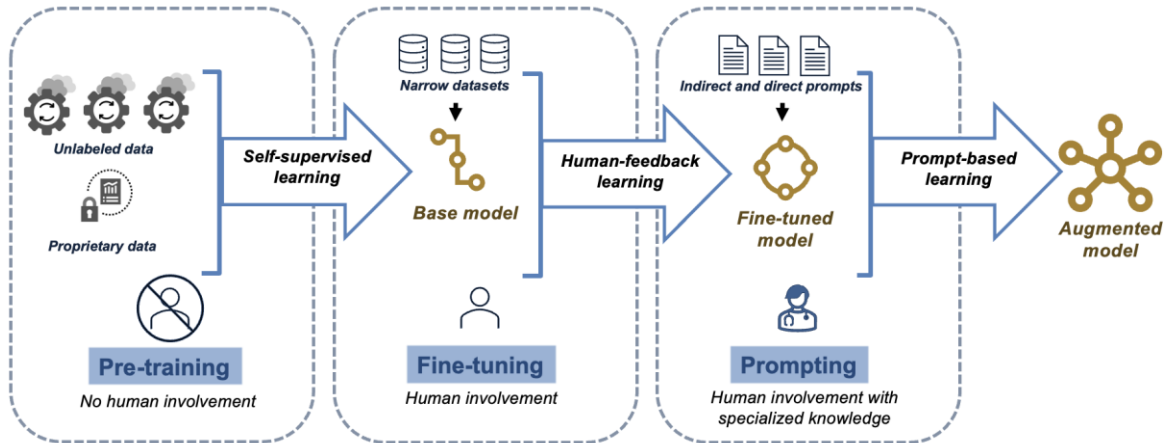 Unlabeled data
Proprietary data
Pre-training
No human involvement
Self-supervised
learning
Narrow datasets
Base model
Fine-tuning
Human involvement
Human-feedback
learning
Indirect and direct prompts
Fine-tuned
model
Prompting
Human involvement with
specialized knowledge
Prompt-based
learning
Augmented
model